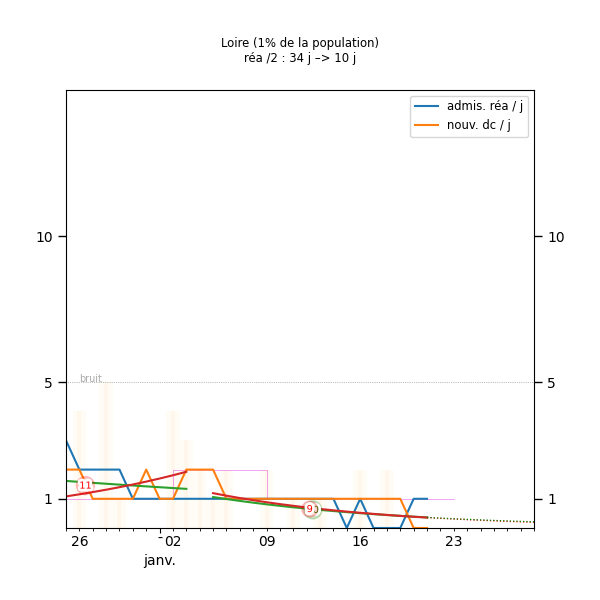 Loire (1% de la population)
réa /2 : 34 j –> 10 j
admis. réa / j
nouv. dc / j
10
10
bruit
5
5
11
9
1
1
26
02
09
16
23
janv.